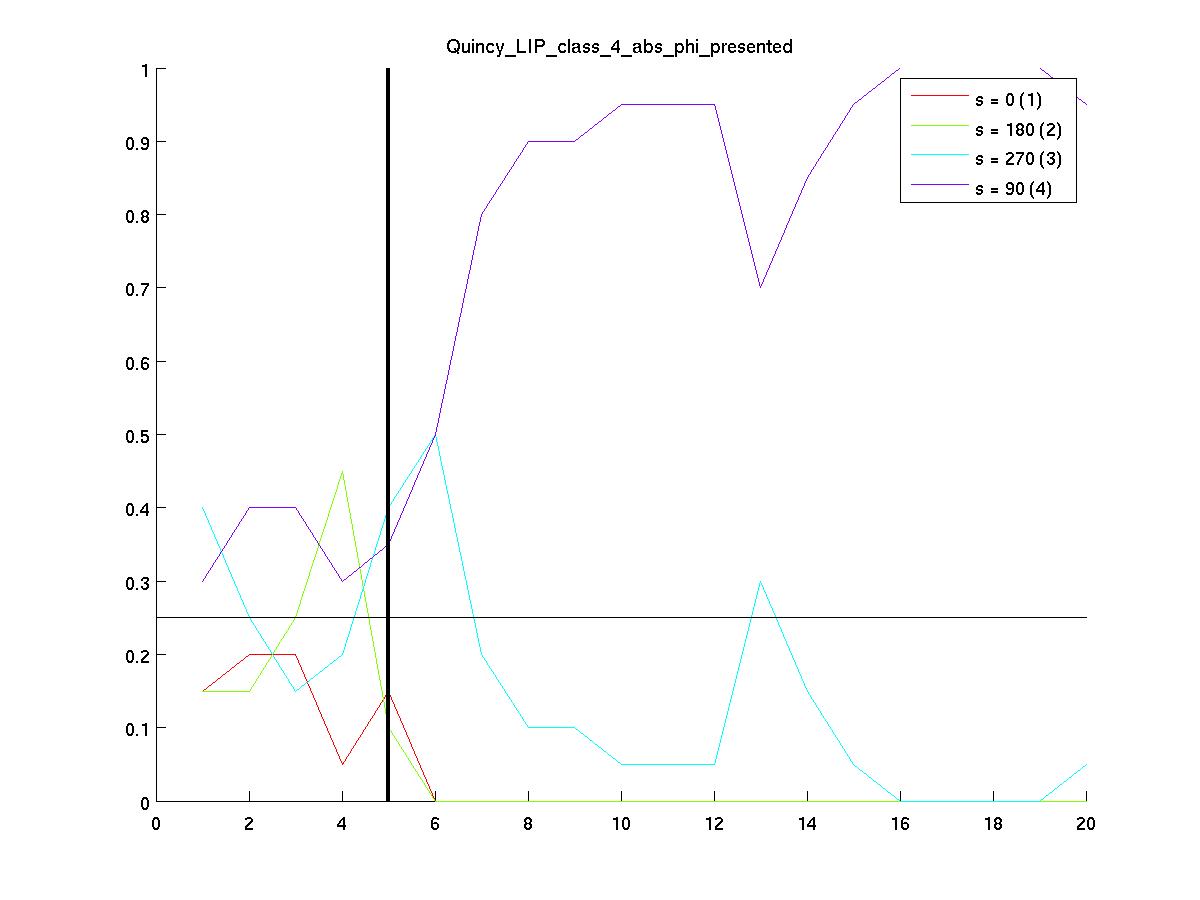 Quincy_LIP_class_4_abs_phi_presented
1
0.9
0.8
0.7
0.6
0.5
0.4
0.3
0.2
0.1
0
s = 0 (1)
s = 180 (2)
s = 270 (3)
s = 90 (4)
0 2 4 6 8 10 12 14 16 18 20